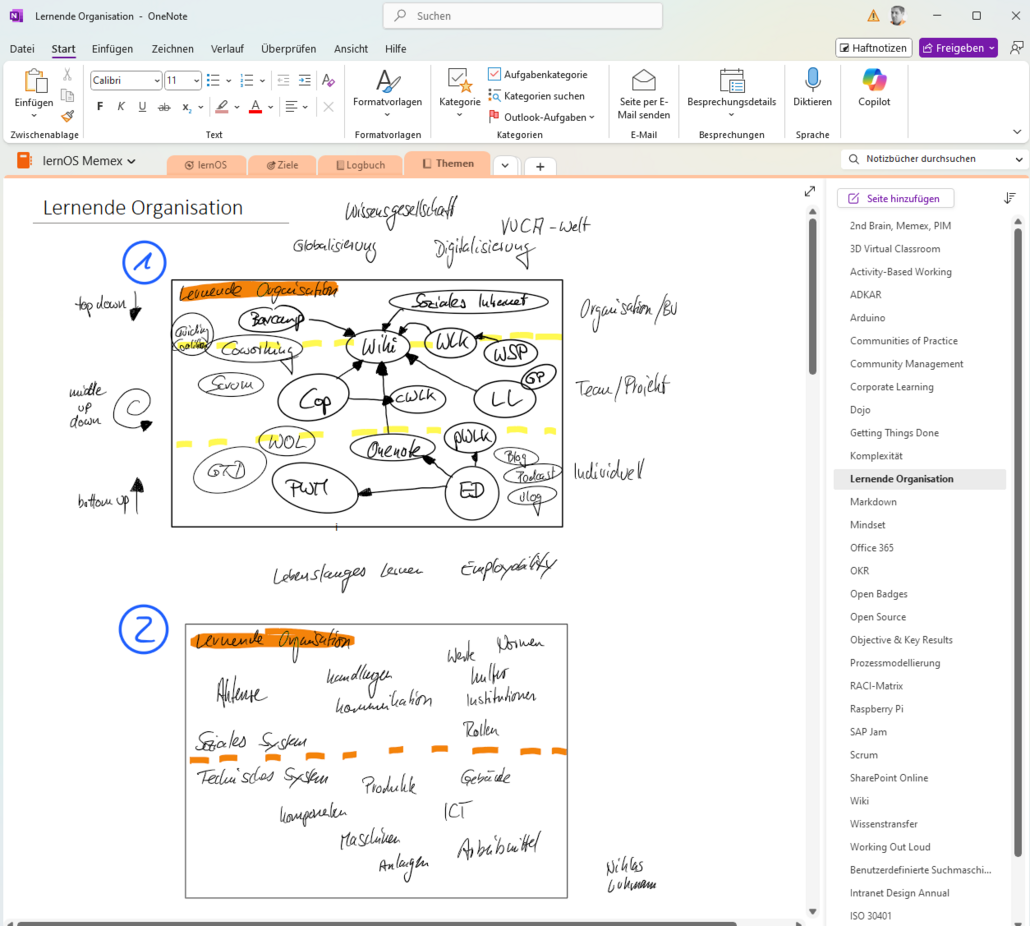 Lernende Organisation - OneNote
Suchen
Datei
Start
Einfügen
Zeichnen
Verlauf
Überprüfen
Ansicht
Hilfe
Haftnotizen
Freigeben
Einfügen
Zwischenablage
Calibri
11
F
K
U
ab
x₂
A
Text
Formatvorlagen
Formatvorlagen
Kategorie
Aufgabenkategorie
Kategorien suchen
Outlook-Aufgaben
Kategorien
Seite per E-
Mail senden
E-Mail
Besprechungsdetails
Besprechungen
Diktieren
Sprache
Copilot
lernOS Memex
lernOS
Ziele
Logbuch
Themen
Notizbücher durchsuchen
Lernende Organisation
Wissensgesellschaft
VUCA-Welt
Globalisierung
Digitalisierung
1
top down
middle
up
down
bottom up
Lernende Organisation
Soziales Internet
Barcamp
Guiding
Coalition
Coworking
Wiki
WLK
WSP
Scrum
Cop
cWLK
LL
GP
WOL
Onenote
pWLK
GTD
PWM
ED
Blog
Podcast
Vlog
Organisation/BU
Team/Projekt
Individuell
Lebenslanges Lernen
Employability
2
Lernende Organisation
Werte
Normen
Handlungen
Kultur
Akteure
Kommunikation
Institutionen
Rollen
Soziales System
Technisches System
Produkte
Gebäude
Komponenten
ICT
Maschinen
Anlagen
Arbeitsmittel
Niklas
Luhmann
Seite hinzufügen
2nd Brain, Memex, PIM
3D Virtual Classroom
Activity-Based Working
ADKAR
Arduino
Communities of Practice
Community Management
Corporate Learning
Dojo
Getting Things Done
Komplexität
Lernende Organisation
Markdown
Mindset
Office 365
OKR
Open Badges
Open Source
Objective & Key Results
Prozessmodellierung
RACI-Matrix
Raspberry Pi
SAP Jam
Scrum
SharePoint Online
Wiki
Wissenstransfer
Working Out Loud
Benutzerdefinierte Suchmaschi...
Intranet Design Annual
ISO 30401